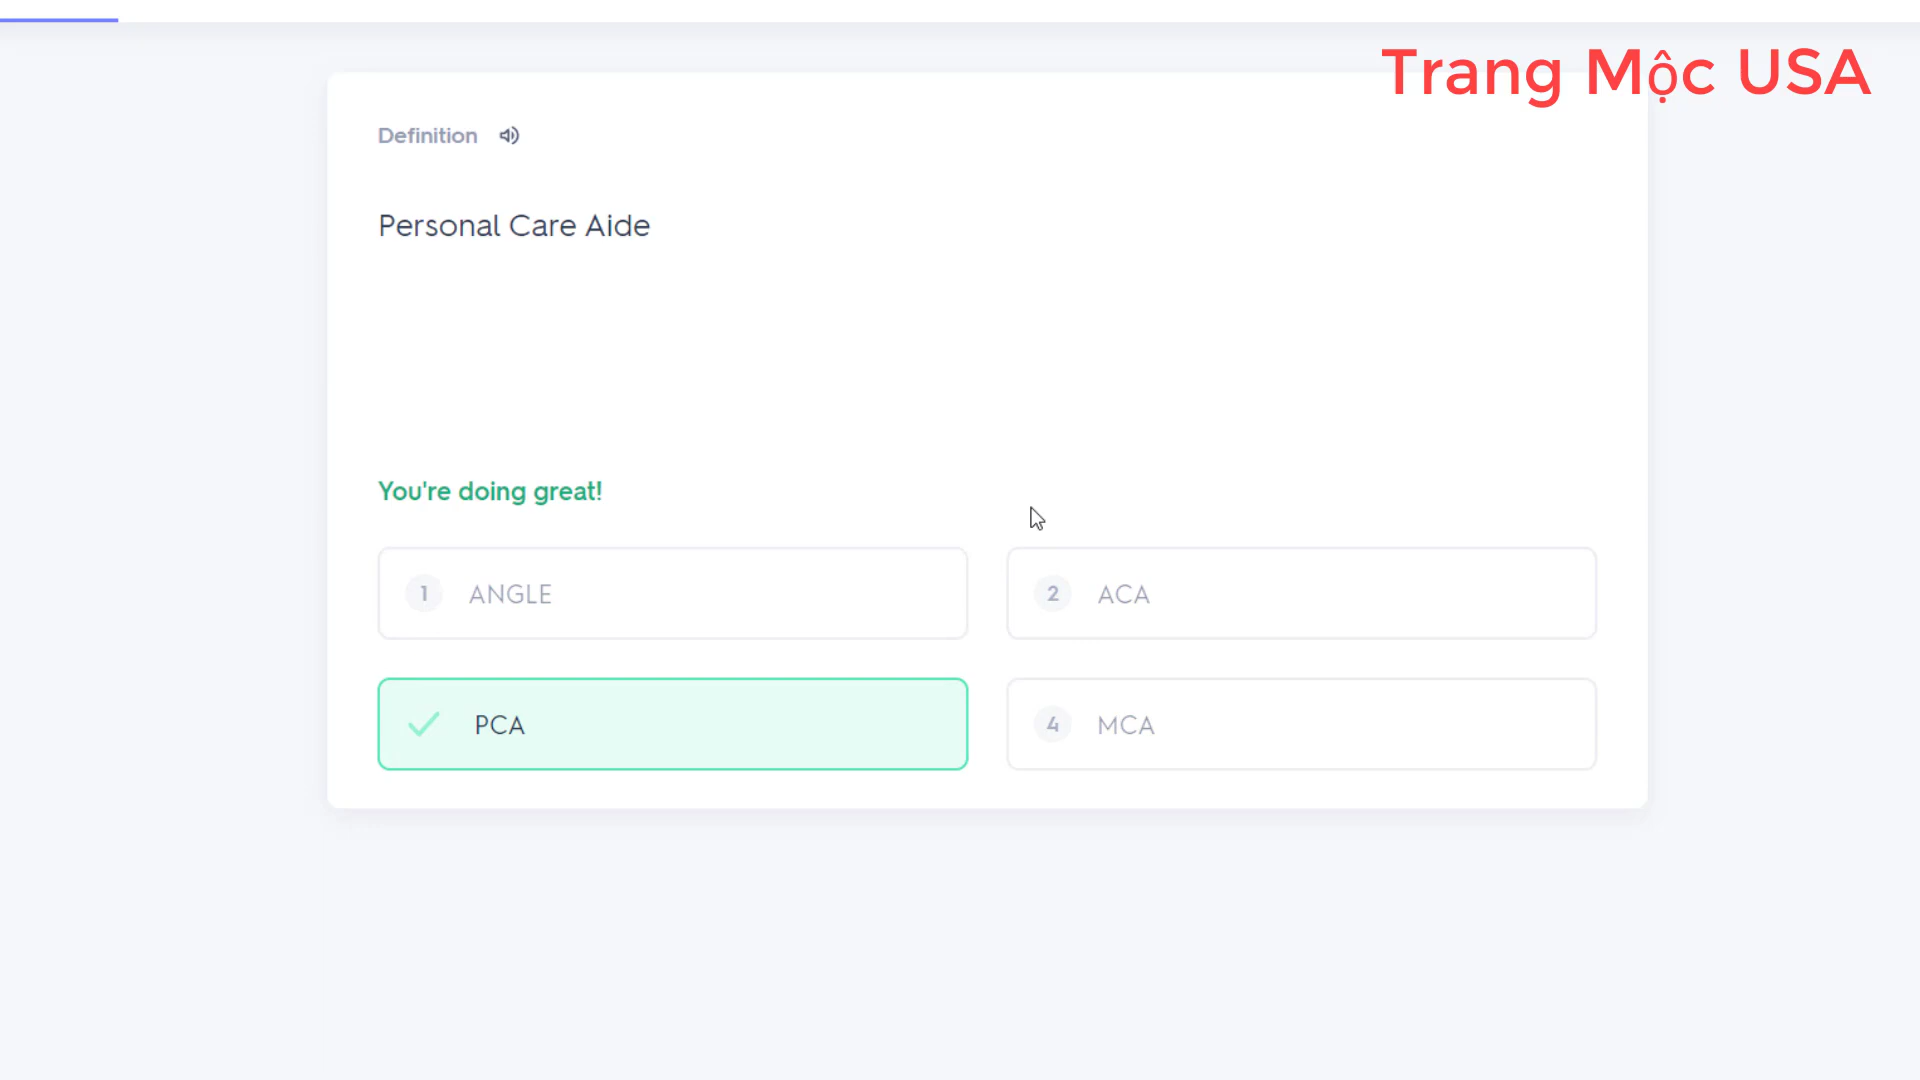 Trang Mộc USA
Definition
Personal Care Aide
You're doing great!
1 ANGLE
2 ACA
PCA
4 MCA